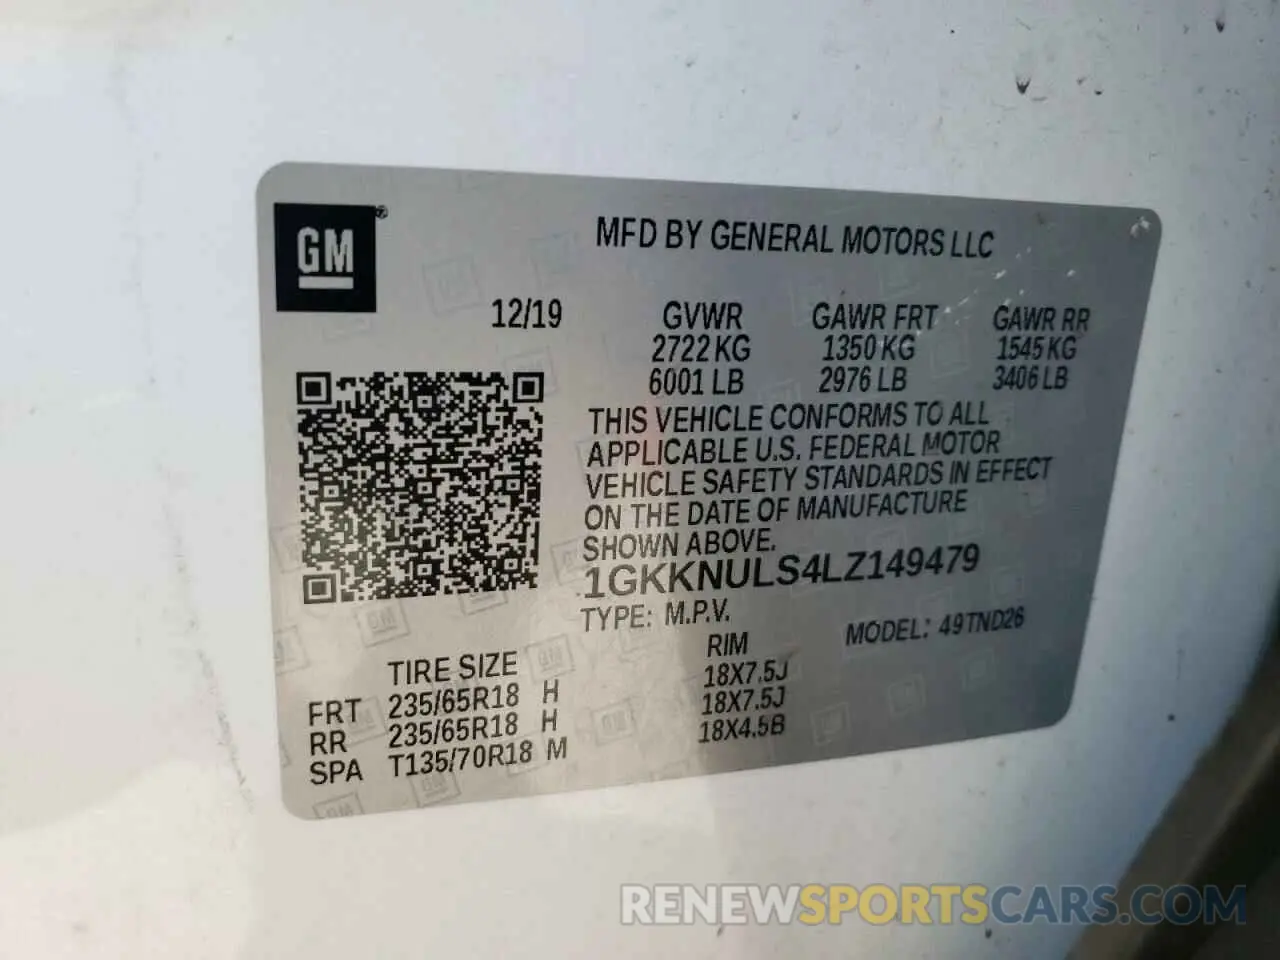 GM®
MFD BY GENERAL MOTORS LLC
12/19 GVWR GAWR FRT GAWR RR
2722 KG 1350 KG 1545 KG
6001 LB 2976 LB 3406 LB
THIS VEHICLE CONFORMS TO ALL
APPLICABLE U.S. FEDERAL MOTOR
VEHICLE SAFETY STANDARDS IN EFFECT
ON THE DATE OF MANUFACTURE
SHOWN ABOVE.
1GKKNULS4LZ149479
TYPE: M.P.V. MODEL: 49TND26
TIRE SIZE RIM
FRT 235/65R18 H 18X7.5J
RR 235/65R18 H 18X7.5J
SPA T135/70R18 M 18X4.5B
RENEWSPORTSCARS.COM